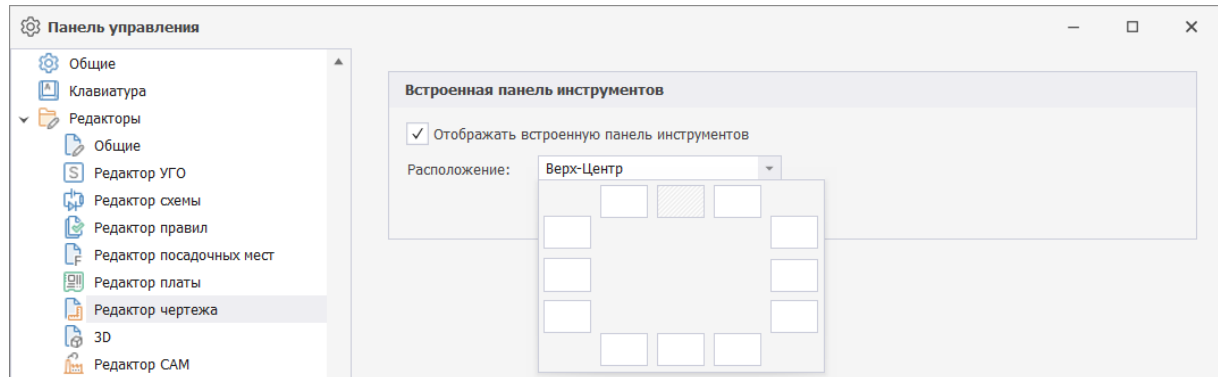 Панель управления
Общие
Клавиатура
Редакторы
Общие
Редактор УГО
Редактор схемы
Редактор правил
Редактор посадочных мест
Редактор платы
Редактор чертежа
3D
Редактор CAM
Встроенная панель инструментов
Отображать встроенную панель инструментов
Расположение: Верх-Центр